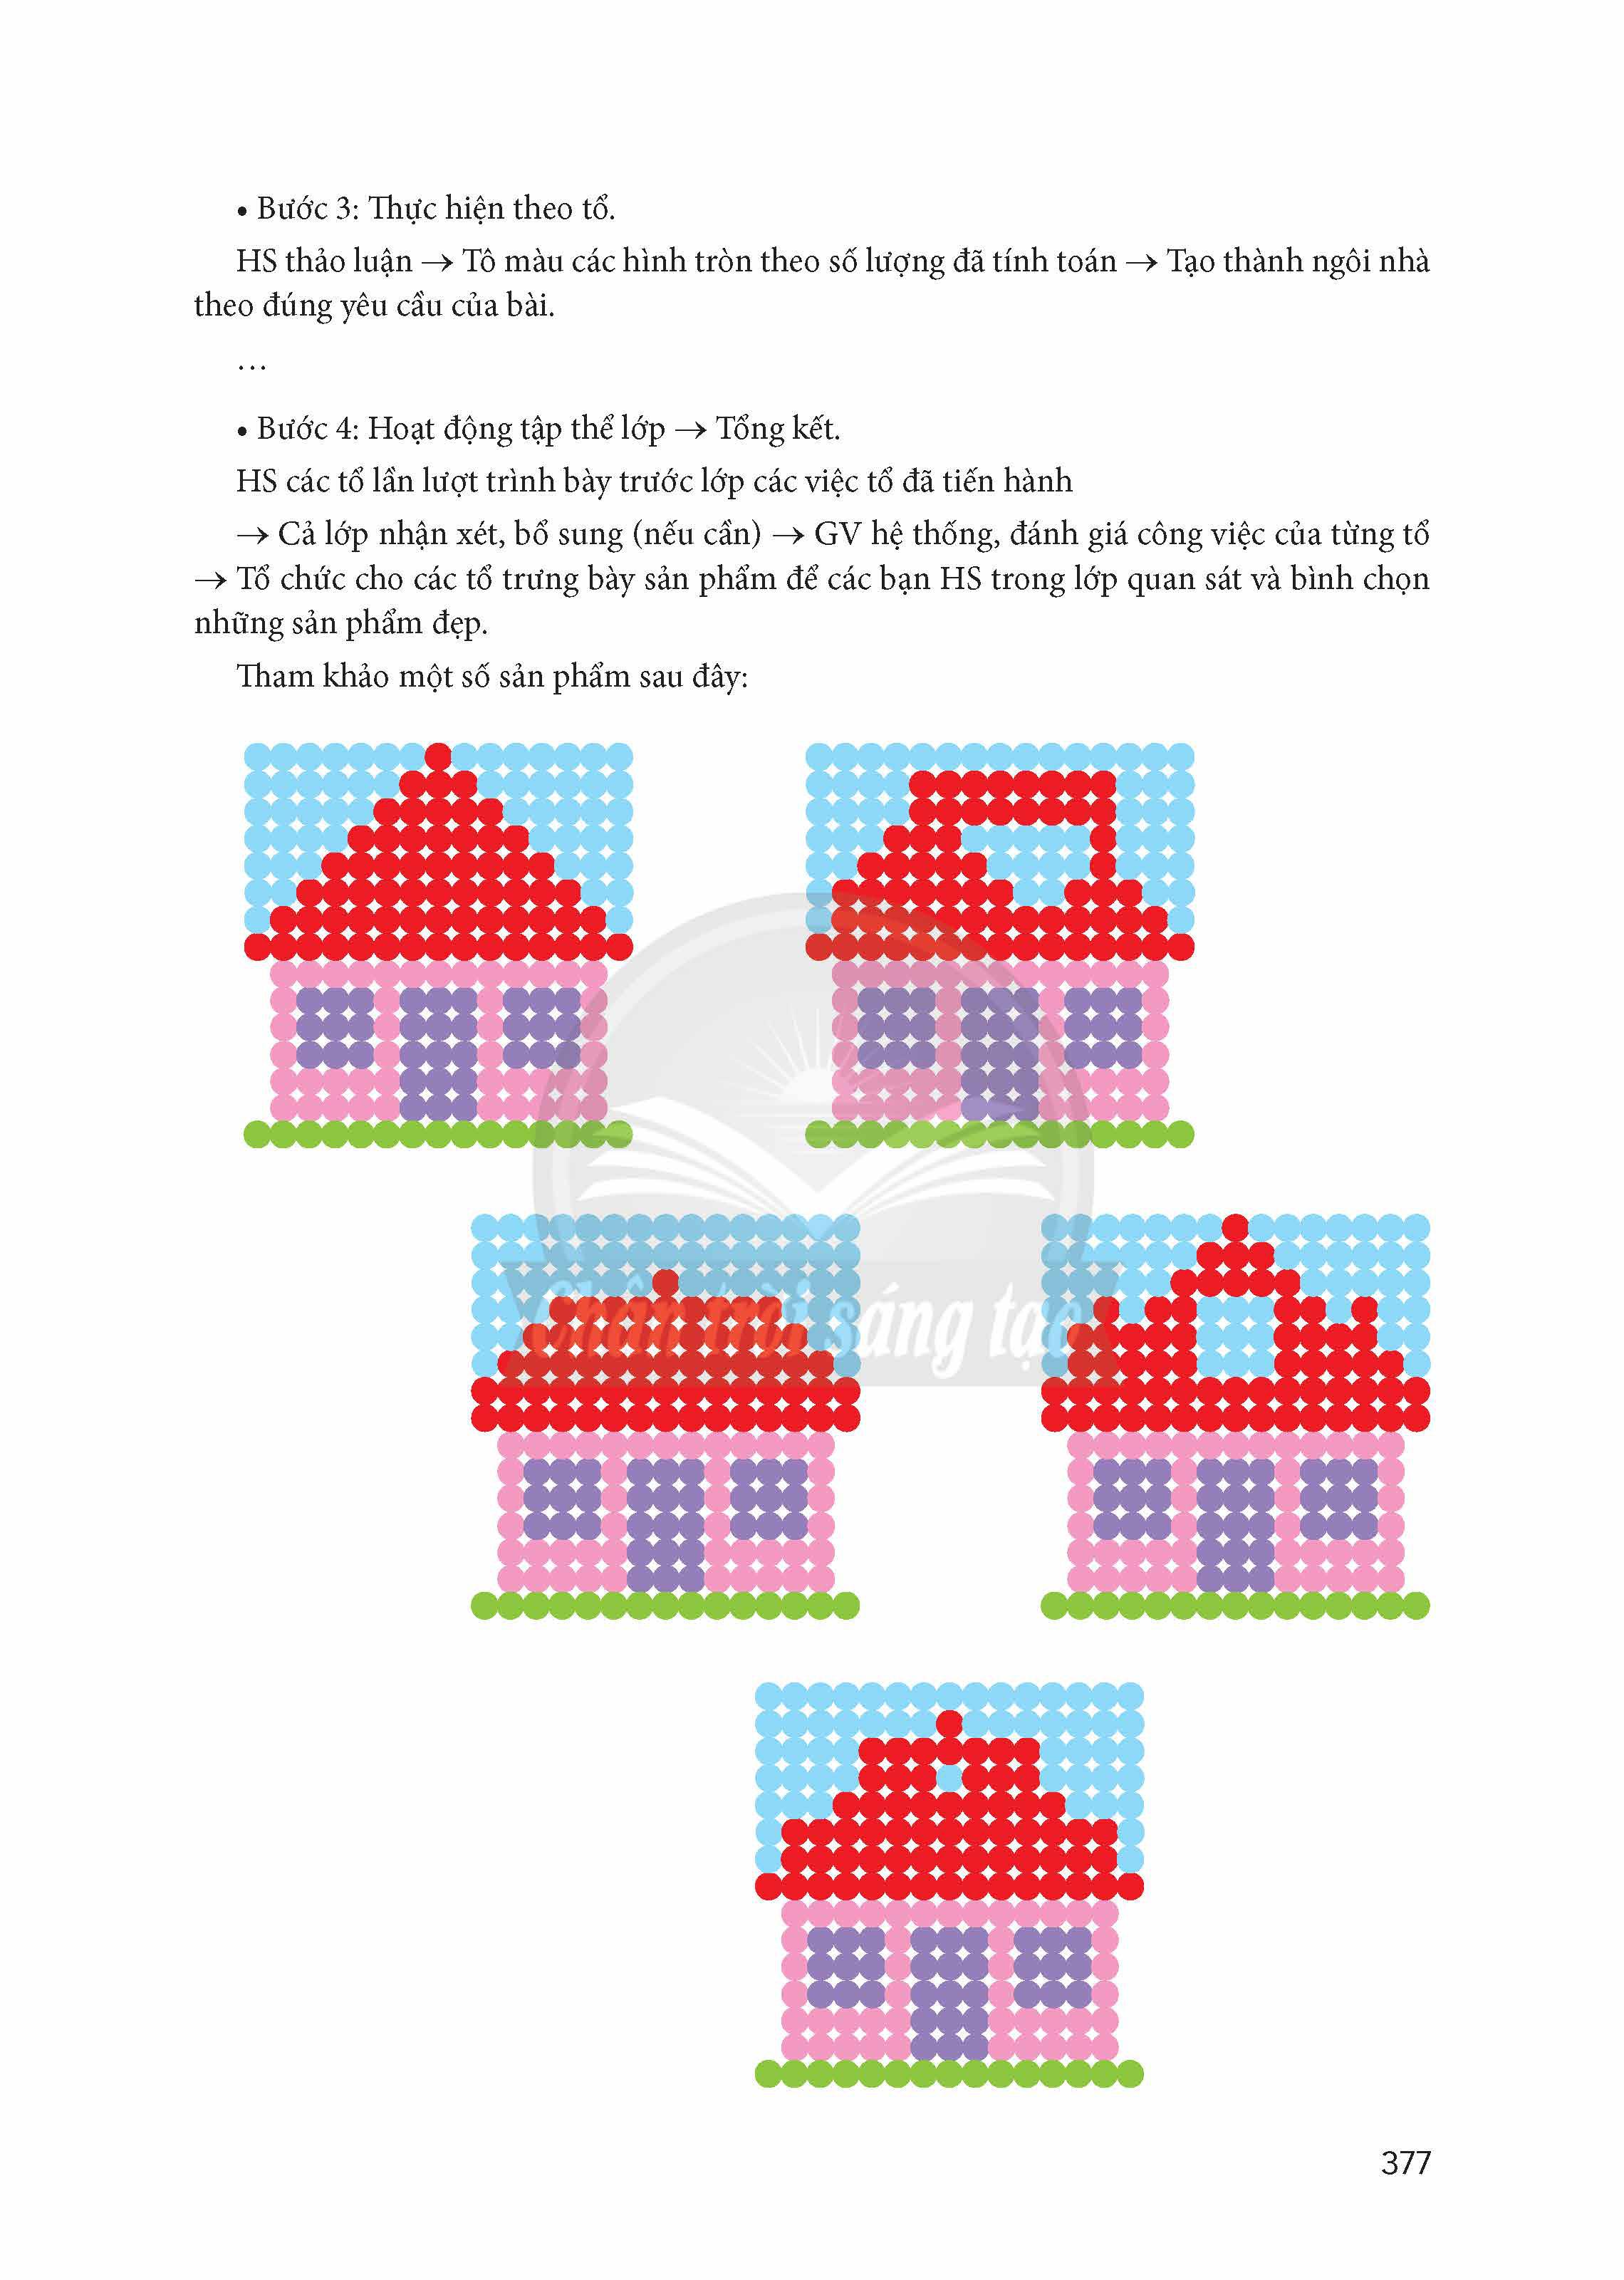 • Bước 3: Thực hiện theo tổ.
HS thảo luận → Tô màu các hình tròn theo số lượng đã tính toán → Tạo thành ngôi nhà
theo đúng yêu cầu của bài.
…
• Bước 4: Hoạt động tập thể lớp → Tổng kết.
HS các tổ lần lượt trình bày trước lớp các việc tổ đã tiến hành
→ Cả lớp nhận xét, bổ sung (nếu cần) → GV hệ thống, đánh giá công việc của từng tổ
→ Tổ chức cho các tổ trưng bày sản phẩm để các bạn HS trong lớp quan sát và bình chọn
những sản phẩm đẹp.
Tham khảo một số sản phẩm sau đây:
Chân trời sáng tạo
377